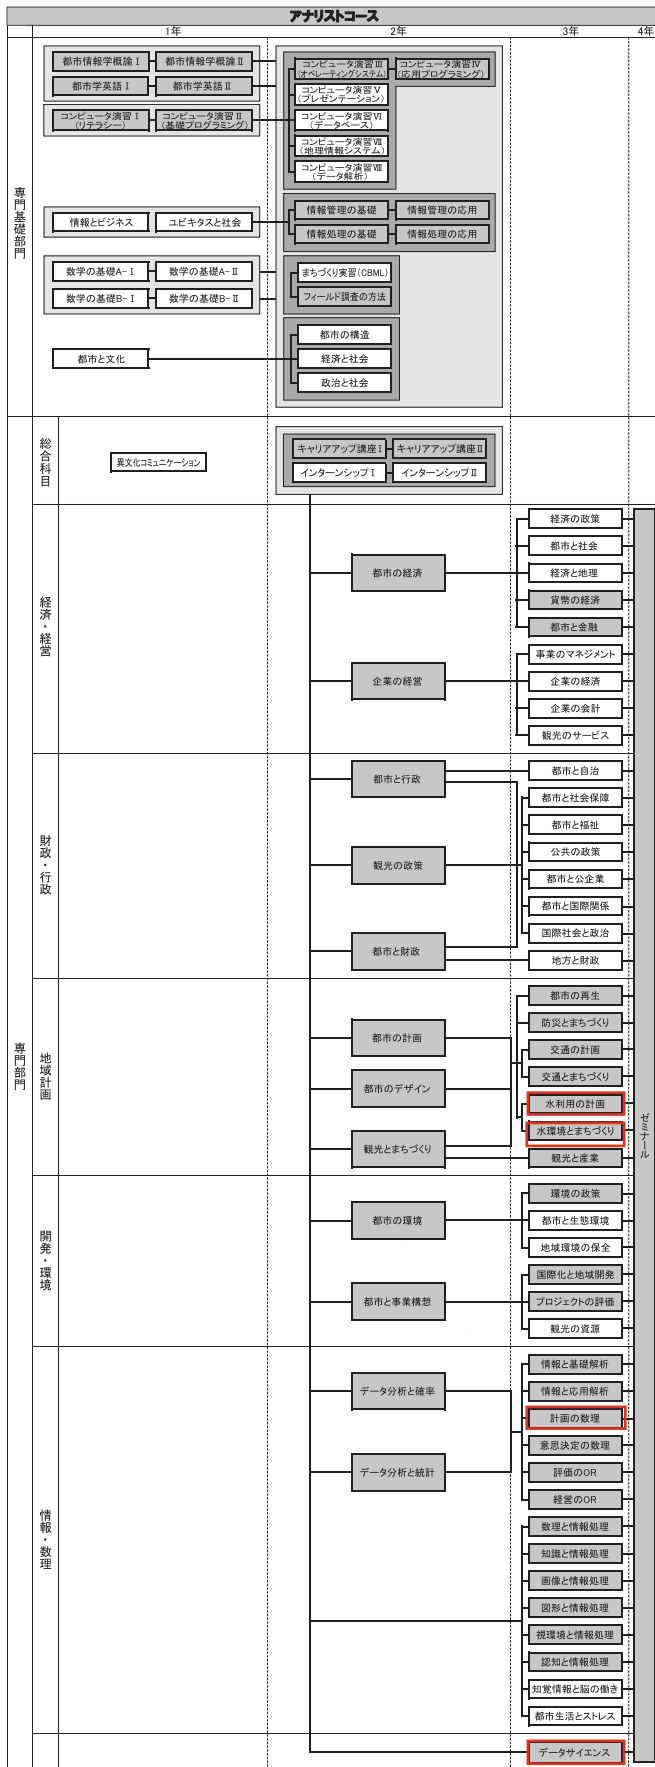 アナリストコース
1年
2年
3年
4年
専門基礎部門
都市情報学概論Ⅰ
都市情報学概論Ⅱ
都市学英語Ⅰ
都市学英語Ⅱ
コンピュータ演習Ⅰ
(リテラシー)
コンピュータ演習Ⅱ
(基礎プログラミング)
コンピュータ演習Ⅲ
(オペレーティングシステム)
コンピュータ演習Ⅳ
(応用プログラミング)
コンピュータ演習Ⅴ
(プレゼンテーション)
コンピュータ演習Ⅵ
(データベース)
コンピュータ演習Ⅶ
(地理情報システム)
コンピュータ演習Ⅷ
(データ解析)
情報とビジネス
ユビキタスと社会
情報管理の基礎
情報管理の応用
情報処理の基礎
情報処理の応用
数学の基礎A-Ⅰ
数学の基礎A-Ⅱ
数学の基礎B-Ⅰ
数学の基礎B-Ⅱ
まちづくり実習(CBML)
フィールド調査の方法
都市と文化
都市の構造
経済と社会
政治と社会
専門部門
総合科目
異文化コミュニケーション
キャリアアップ講座Ⅰ
キャリアアップ講座Ⅱ
インターンシップⅠ
インターンシップⅡ
経済・経営
都市の経済
経済の政策
都市と社会
経済と地理
貨幣の経済
都市と金融
企業の経営
事業のマネジメント
企業の経済
企業の会計
観光のサービス
財政・行政
都市と行政
観光の政策
都市と財政
都市と自治
都市と社会保障
都市と福祉
公共の政策
都市と公企業
都市と国際関係
国際社会と政治
地方と財政
地域計画
都市の計画
都市のデザイン
観光とまちづくり
都市の再生
防災とまちづくり
交通の計画
交通とまちづくり
水利用の計画
水環境とまちづくり
観光と産業
ゼミナール
開発・環境
都市の環境
環境の政策
都市と生態環境
地域環境の保全
都市と事業構想
国際化と地域開発
プロジェクトの評価
観光の資源
情報・数理
データ分析と確率
データ分析と統計
情報と基礎解析
情報と応用解析
計画の数理
意思決定の数理
評価のOR
経営のOR
数理と情報処理
知識と情報処理
画像と情報処理
図形と情報処理
視環境と情報処理
認知と情報処理
知覚情報と脳の働き
都市生活とストレス
データサイエンス